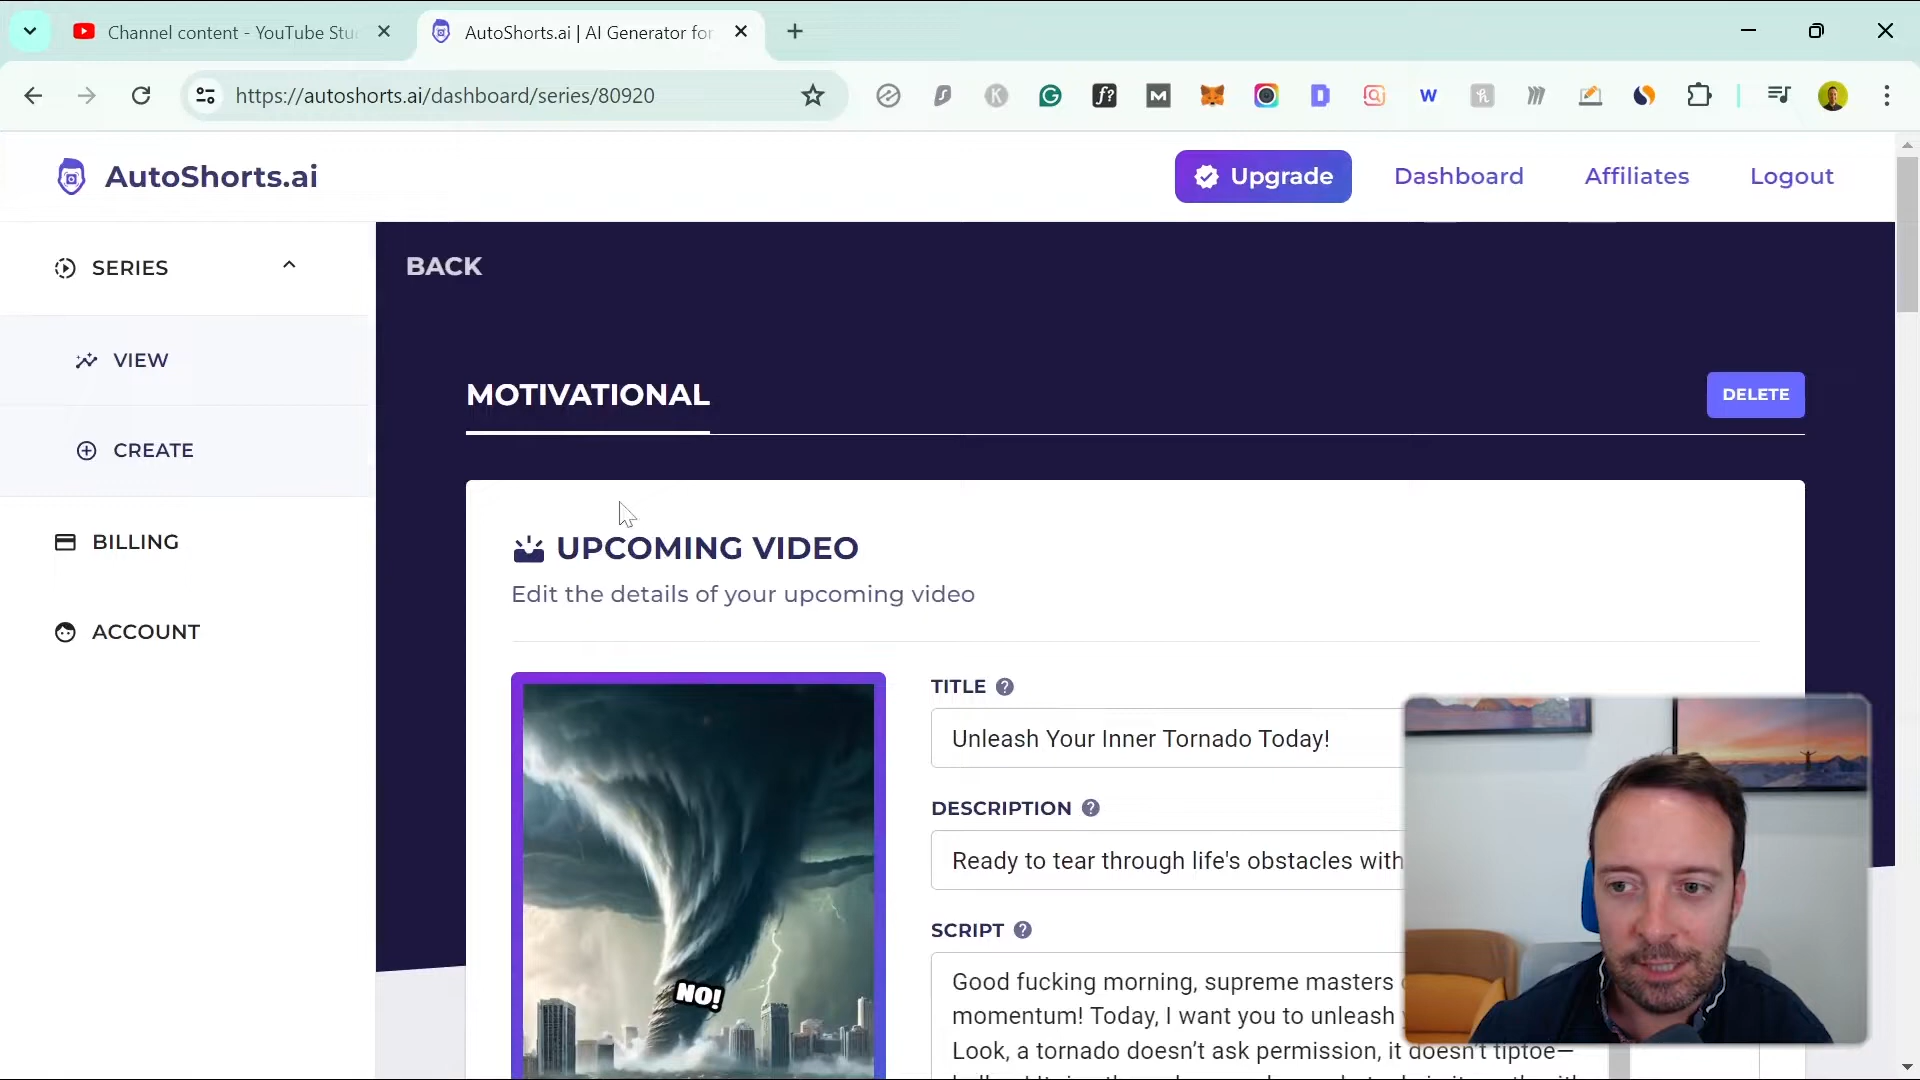 Channel content - YouTube Stu
AutoShorts.ai | AI Generator for
https://autoshorts.ai/dashboard/series/80920
AutoShorts.ai
Upgrade
Dashboard
Affiliates
Logout
SERIES
VIEW
CREATE
BILLING
ACCOUNT
BACK
MOTIVATIONAL
DELETE
UPCOMING VIDEO
Edit the details of your upcoming video
NO!
TITLE
Unleash Your Inner Tornado Today!
DESCRIPTION
Ready to tear through life's obstacles with
SCRIPT
Good fucking morning, supreme masters
momentum! Today, I want you to unleash
Look, a tornado doesn't ask permission, it doesn't tiptoe—